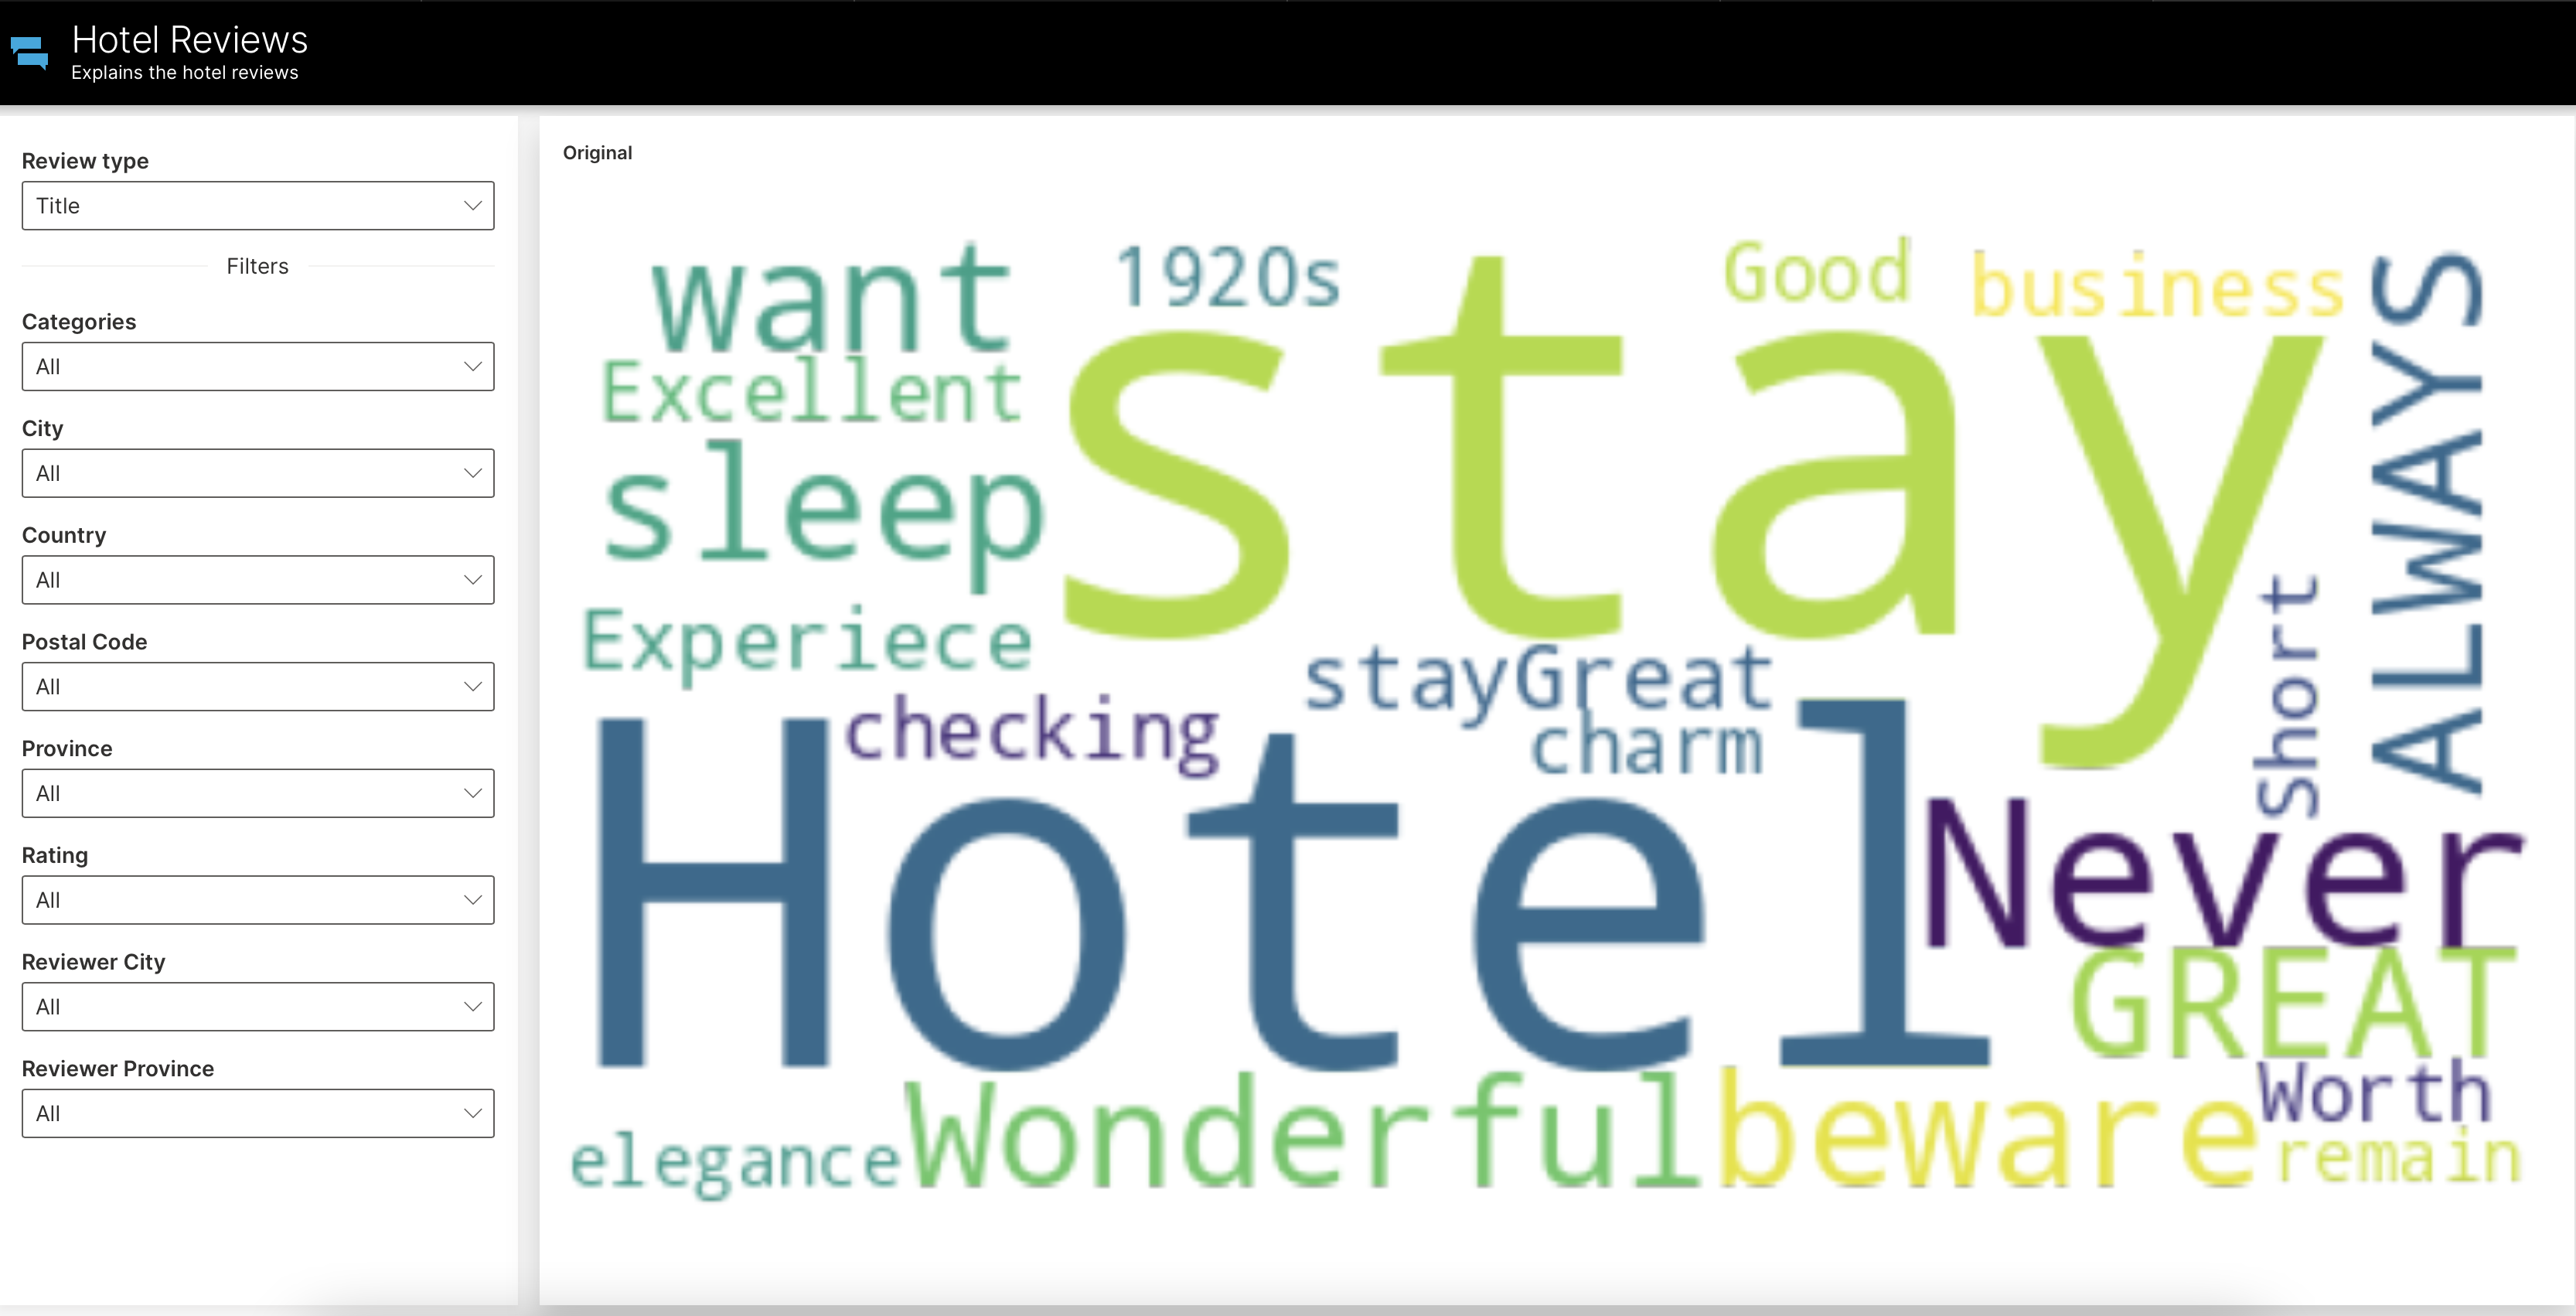 Hotel Reviews
Explains the hotel reviews
Review type
Title
Filters
Categories
All
City
All
Country
All
Postal Code
All
Province
All
Rating
All
Reviewer City
All
Reviewer Province
All
Original
want
1920s
Good
business
ALWAYS
Excellent
stay
sleep
Short
Experiece
stayGreat
checking
charm
Hotel
Never
GREAT
Wonderful
beware
Worth
elegance
remain